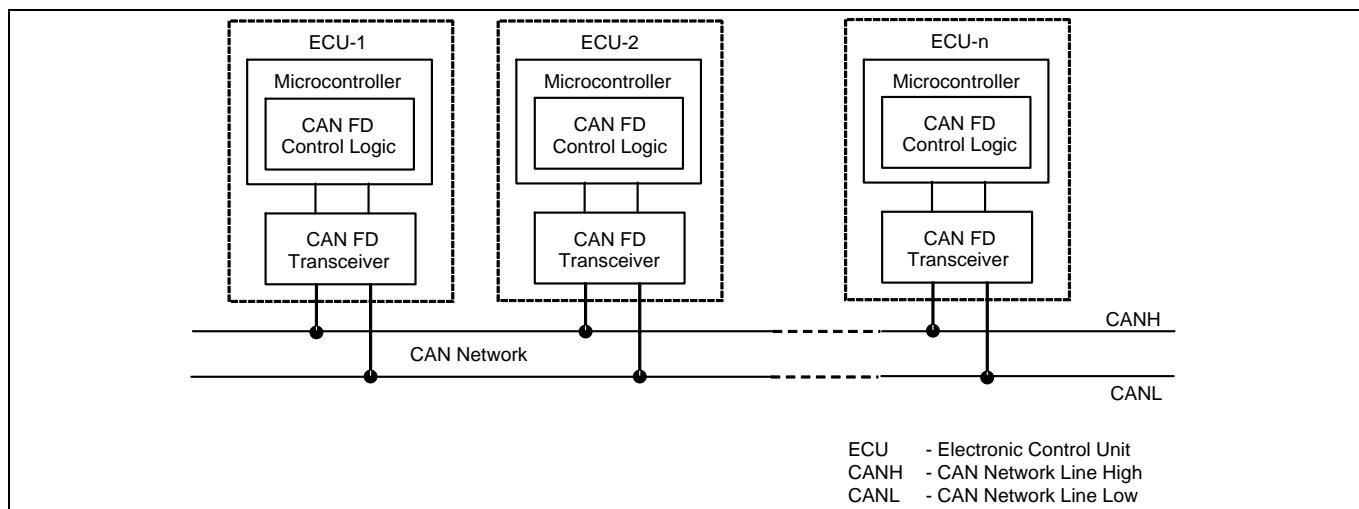 ECU-1
Microcontroller
CAN FD
Control Logic
CAN FD
Transceiver
ECU-2
Microcontroller
CAN FD
Control Logic
CAN FD
Transceiver
ECU-n
Microcontroller
CAN FD
Control Logic
CAN FD
Transceiver
CANH
CAN Network
CANL
ECU - Electronic Control Unit
CANH - CAN Network Line High
CANL - CAN Network Line Low